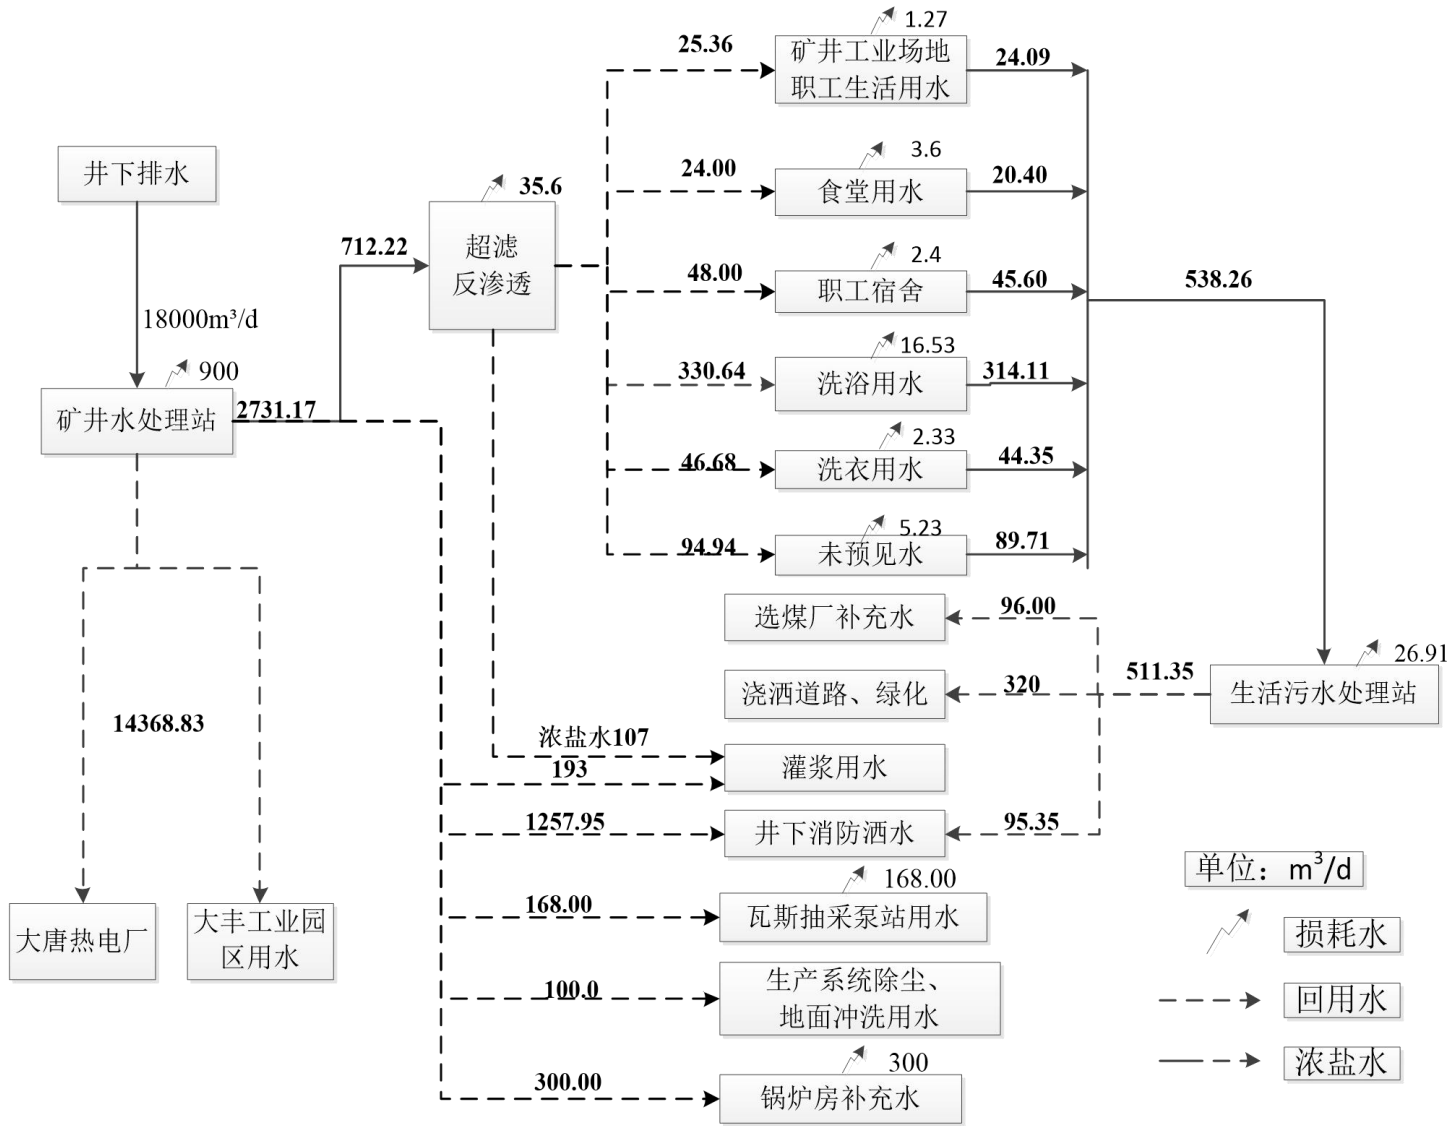 1.27
25.36
矿井工业场地
职工生活用水
24.09
井下排水
3.6
24.00
食堂用水
20.40
35.6
超滤
反渗透
712.22
2.4
48.00
职工宿舍
45.60
538.26
18000m³/d
16.53
330.64
洗浴用水
314.11
900
矿井水处理站
2731.17
2.33
46.68
洗衣用水
44.35
5.23
94.94
未预见水
89.71
选煤厂补充水
96.00
26.91
生活污水处理站
511.35
浇洒道路、绿化
320
14368.83
浓盐水107
193
灌浆用水
1257.95
井下消防洒水
95.35
单位：m³/d
168.00
168.00
瓦斯抽采泵站用水
损耗水
大唐热电厂
大丰工业园
区用水
100.0
生产系统除尘、
地面冲洗用水
回用水
300
300.00
锅炉房补充水
浓盐水